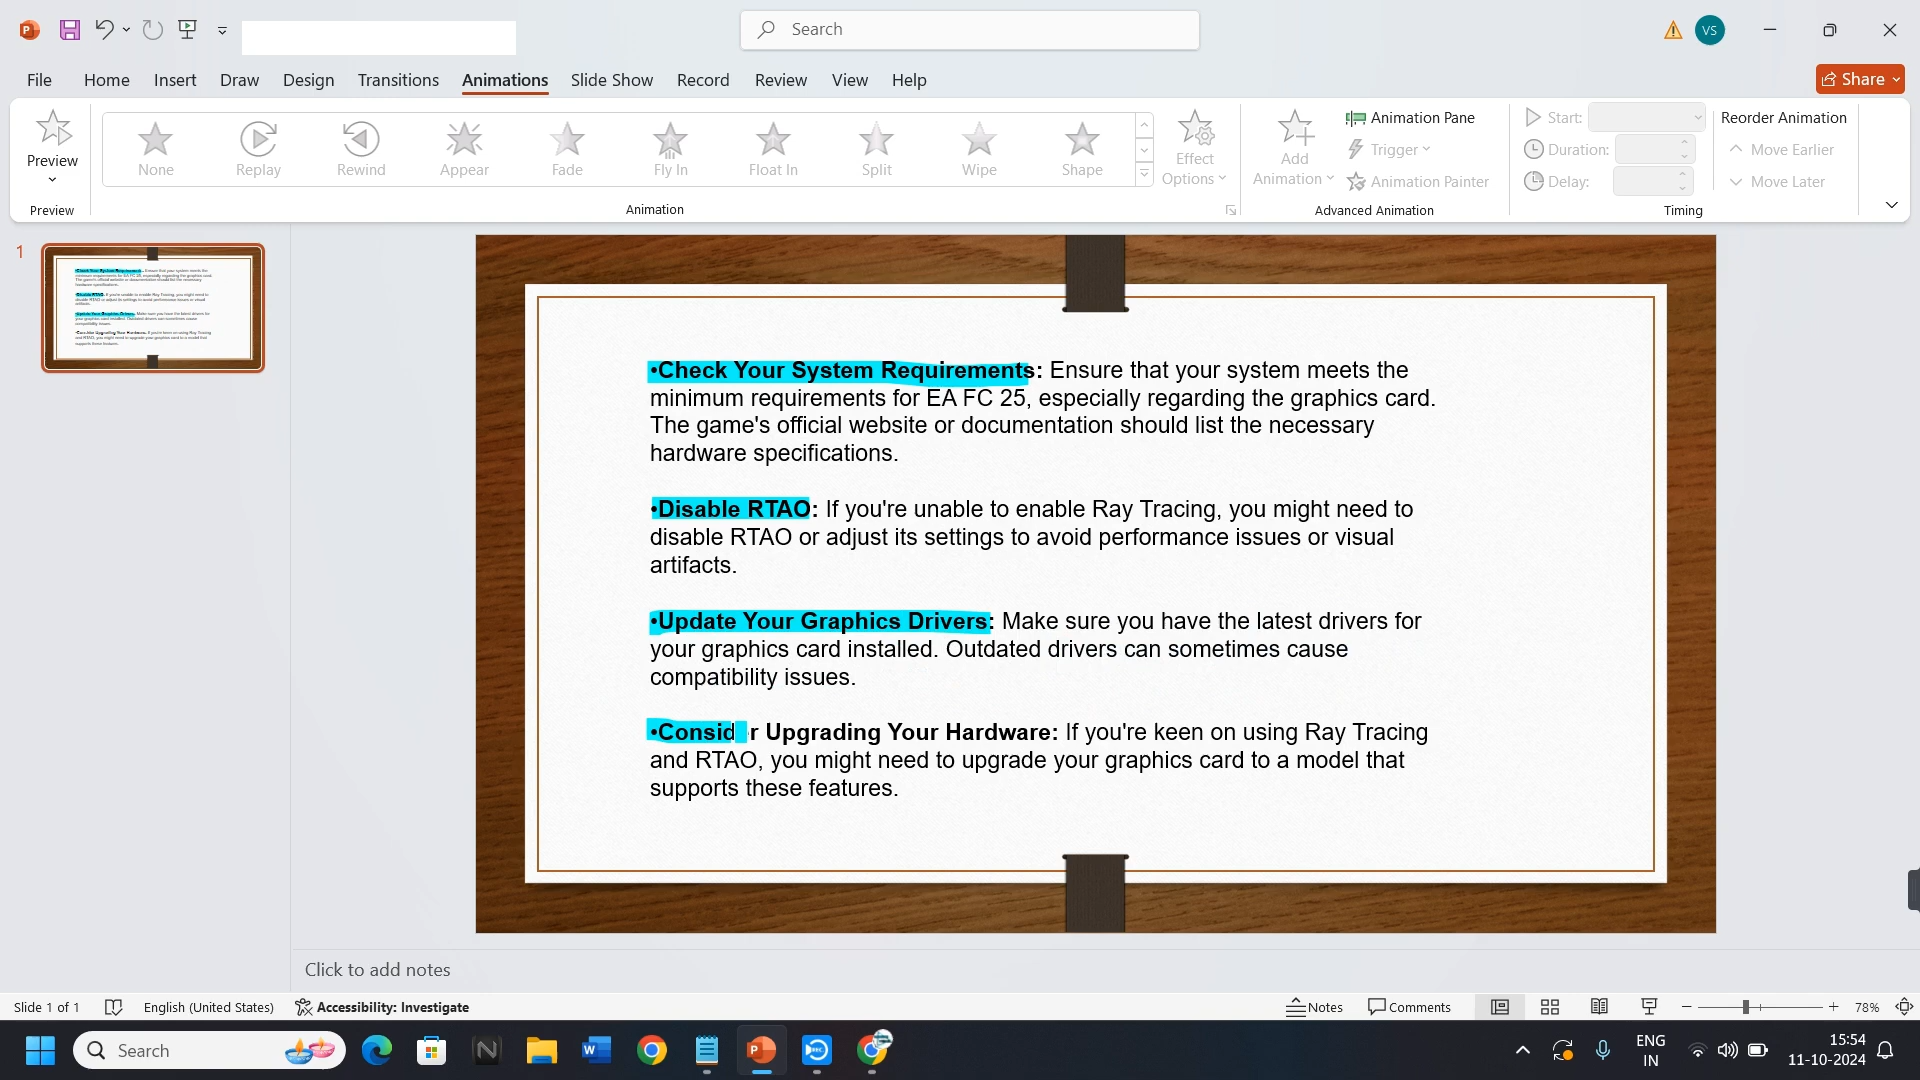 Search
VS
File
Home
Insert
Draw
Design
Transitions
Animations
Slide Show
Record
Review
View
Help
Share
Preview
None
Replay
Rewind
Appear
Fade
Fly In
Float In
Split
Wipe
Shape
Effect
Options
Add
Animation
Animation Pane
Trigger
Animation Painter
Start:
Duration:
Delay:
Reorder Animation
Move Earlier
Move Later
Preview
Animation
Advanced Animation
Timing
1
•Check Your System Requirements: Ensure that your system meets the
minimum requirements for EA FC 25, especially regarding the graphics card.
The game's official website or documentation should list the necessary
hardware specifications.
•Disable RTAO: If you're unable to enable Ray Tracing, you might need to
disable RTAO or adjust its settings to avoid performance issues or visual
artifacts.
•Update Your Graphics Drivers: Make sure you have the latest drivers for
your graphics card installed. Outdated drivers can sometimes cause
compatibility issues.
•Consider Upgrading Your Hardware: If you're keen on using Ray Tracing
and RTAO, you might need to upgrade your graphics card to a model that
supports these features.
Click to add notes
Slide 1 of 1
English (United States)
Accessibility: Investigate
Notes
Comments
78%
Search
ENG
IN
15:54
11-10-2024